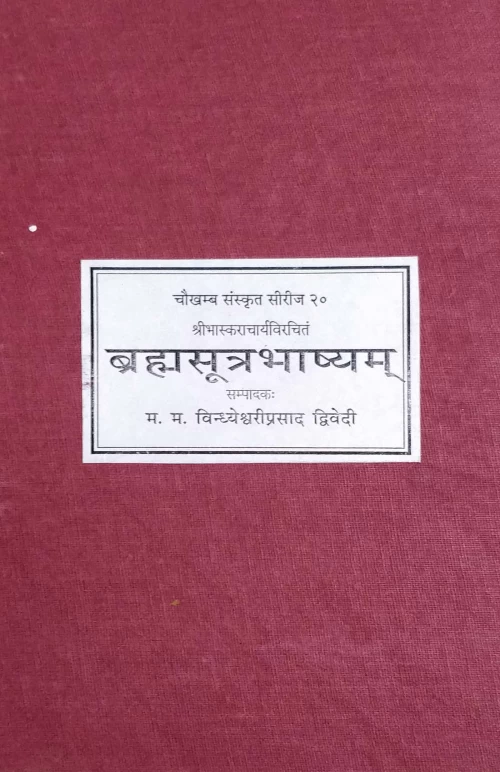 चौखम्ब संस्कृत सीरीज २०
श्रीभास्कराचार्यविरचितं
ब्रह्मसूत्रभाष्यम्
सम्पादकः
म. म. विन्ध्येश्वरीप्रसाद द्विवेदी